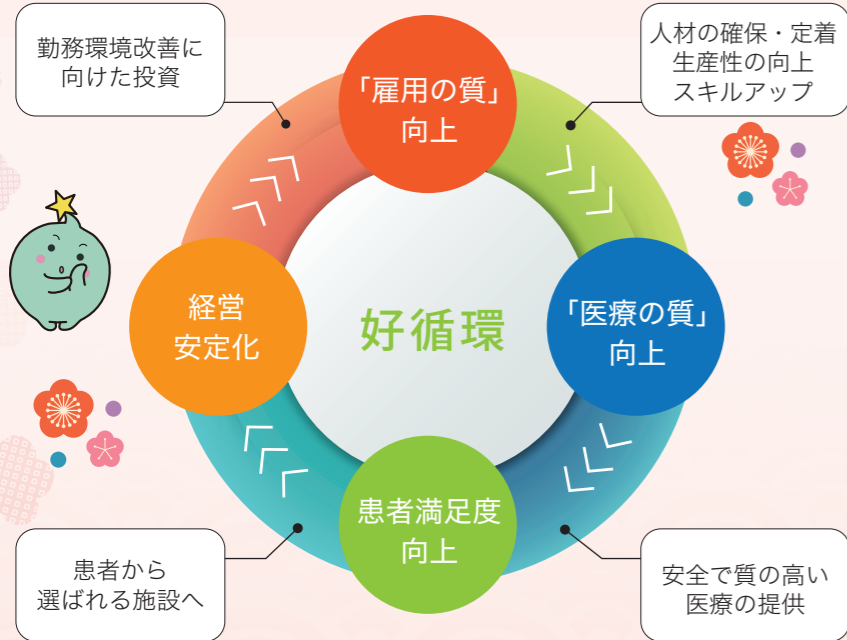 勤務環境改善に
向けた投資
「雇用の質」
向上
人材の確保・定着
生産性の向上
スキルアップ
経営
安定化
好循環
「医療の質」
向上
患者から
選ばれる施設へ
患者満足度
向上
安全で質の高い
医療の提供